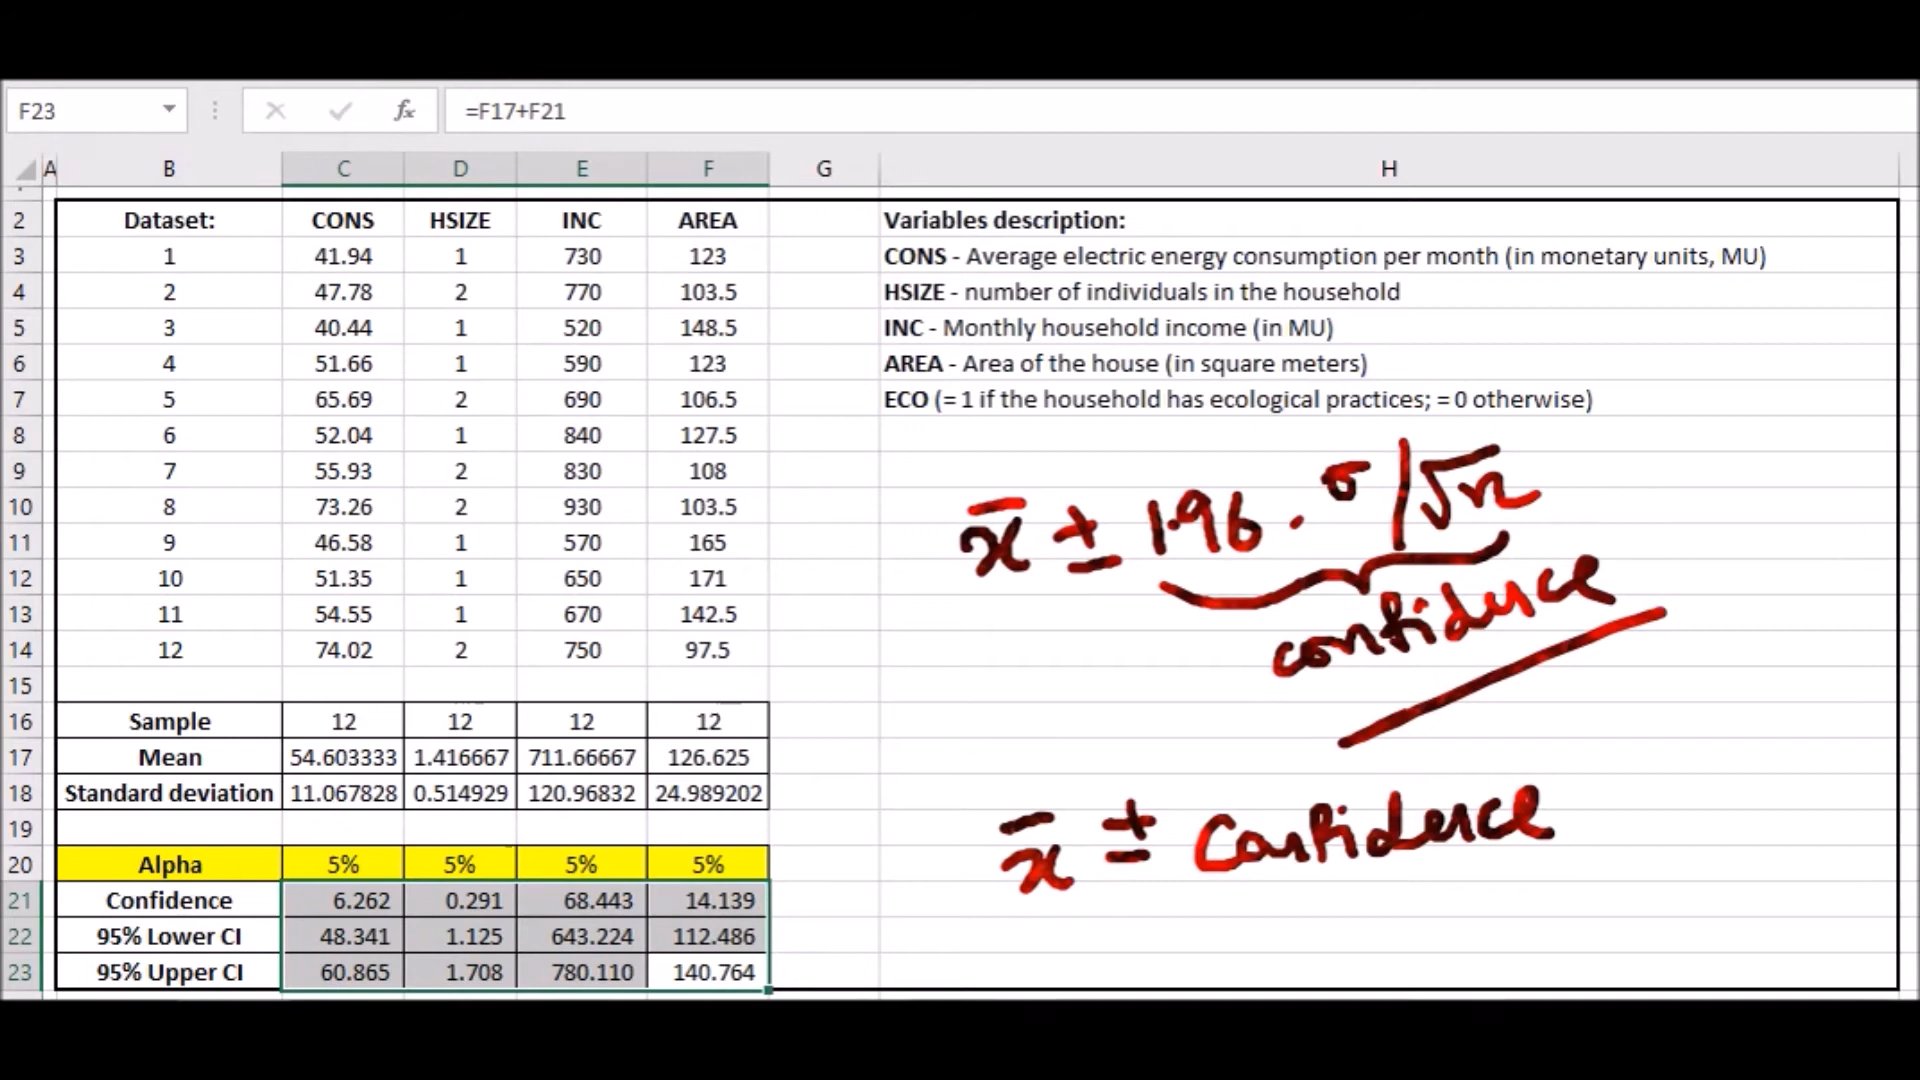 F23 fx =F17+F21
A B C D E F G H
2 Dataset: CONS HSIZE INC AREA Variables description:
3 1 41.94 1 730 123 CONS - Average electric energy consumption per month (in monetary units, MU)
4 2 47.78 2 770 103.5 HSIZE - number of individuals in the household
5 3 40.44 1 520 148.5 INC - Monthly household income (in MU)
6 4 51.66 1 590 123 AREA - Area of the house (in square meters)
7 5 65.69 2 690 106.5 ECO (= 1 if the household has ecological practices; = 0 otherwise)
8 6 52.04 1 840 127.5
9 7 55.93 2 830 108
10 8 73.26 2 930 103.5
x̄ ± 1.96 · σ/√n
11 9 46.58 1 570 165
12 10 51.35 1 650 171
13 11 54.55 1 670 142.5
confidence
14 12 74.02 2 750 97.5
15
16 Sample 12 12 12 12
17 Mean 54.603333 1.416667 711.66667 126.625
18 Standard deviation 11.067828 0.514929 120.96832 24.989202
19
x̄ ± Confidence
20 Alpha 5% 5% 5% 5%
21 Confidence 6.262 0.291 68.443 14.139
22 95% Lower CI 48.341 1.125 643.224 112.486
23 95% Upper CI 60.865 1.708 780.110 140.764